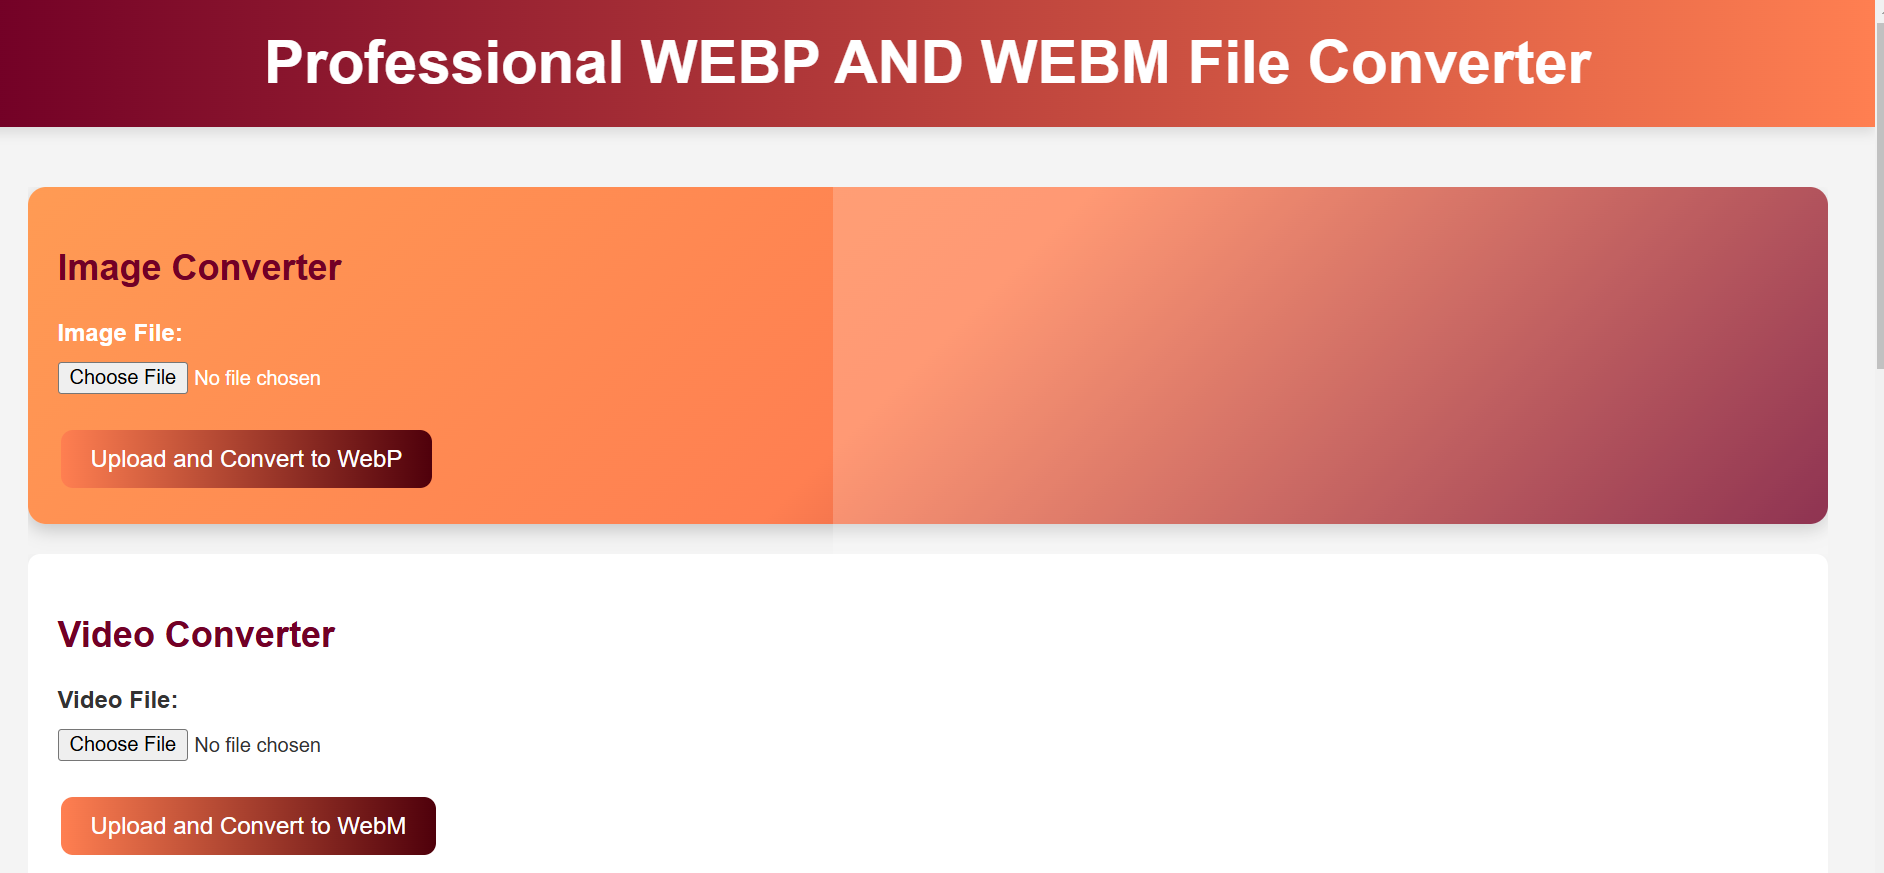 Professional WEBP AND WEBM File Converter
Image Converter
Image File:
Choose File No file chosen
Upload and Convert to WebP
Video Converter
Video File:
Choose File No file chosen
Upload and Convert to WebM